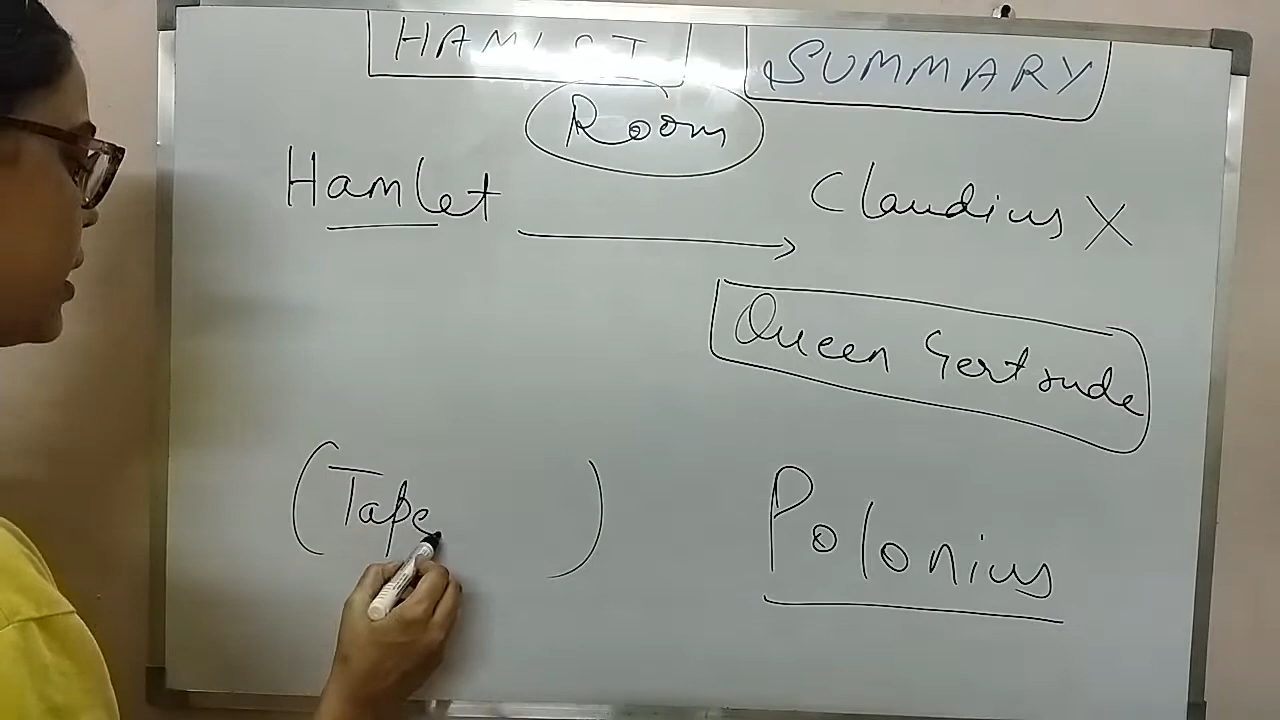 HAMLET SUMMARY
Room
Hamlet Claudius X
Queen Gertrude
(Tape ) Polonius